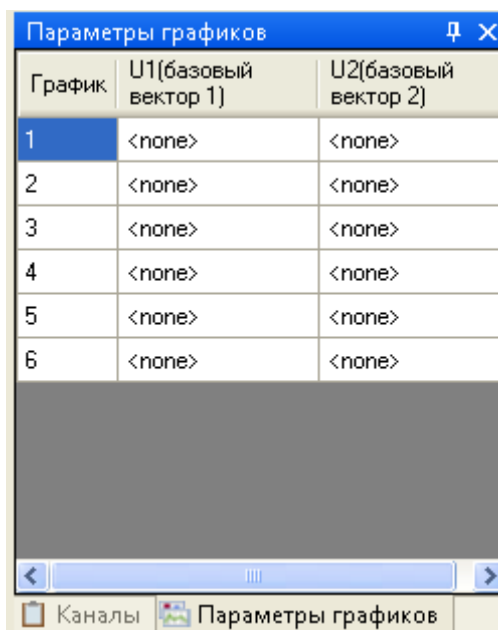 Параметры графиков
График U1(базовый вектор 1) U2(базовый вектор 2)
1 <none> <none>
2 <none> <none>
3 <none> <none>
4 <none> <none>
5 <none> <none>
6 <none> <none>
Каналы Параметры графиков